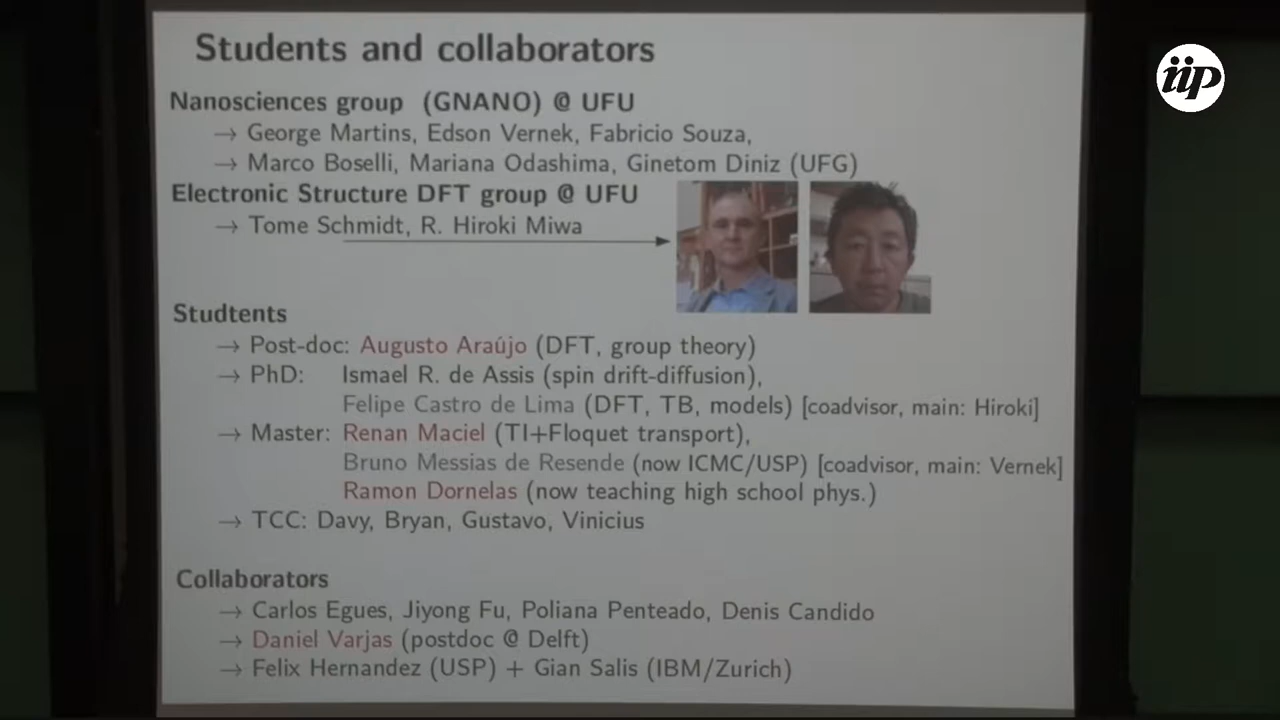 Students and collaborators
iip
Nanosciences group (GNANO) @ UFU
→ George Martins, Edson Vernek, Fabricio Souza,
→ Marco Boselli, Mariana Odashima, Ginetom Diniz (UFG)
Electronic Structure DFT group @ UFU
→ Tome Schmidt, R. Hiroki Miwa
Studtents
→ Post-doc: Augusto Araújo (DFT, group theory)
→ PhD: Ismael R. de Assis (spin drift-diffusion),
Felipe Castro de Lima (DFT, TB, models) [coadvisor, main: Hiroki]
→ Master: Renan Maciel (TI+Floquet transport),
Bruno Messias de Resende (now ICMC/USP) [coadvisor, main: Vernek]
Ramon Dornelas (now teaching high school phys.)
→ TCC: Davy, Bryan, Gustavo, Vinicius
Collaborators
→ Carlos Egues, Jiyong Fu, Poliana Penteado, Denis Candido
→ Daniel Varjas (postdoc @ Delft)
→ Felix Hernandez (USP) + Gian Salis (IBM/Zurich)